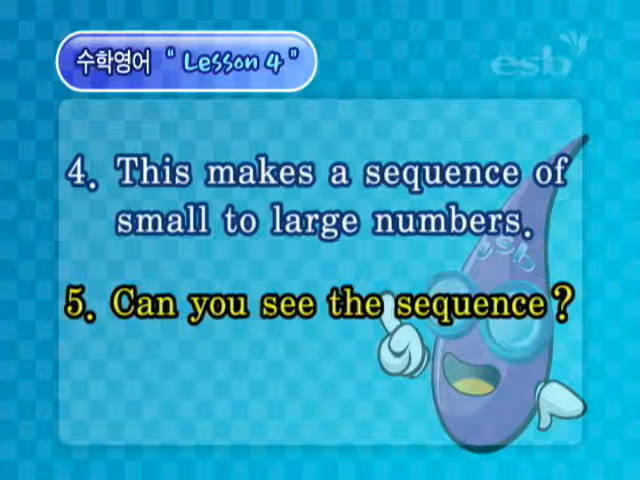 수학영어 “ Lesson 4 ”
esb
4. This makes a sequence of
small to large numbers.
esb
5. Can you see the sequence?